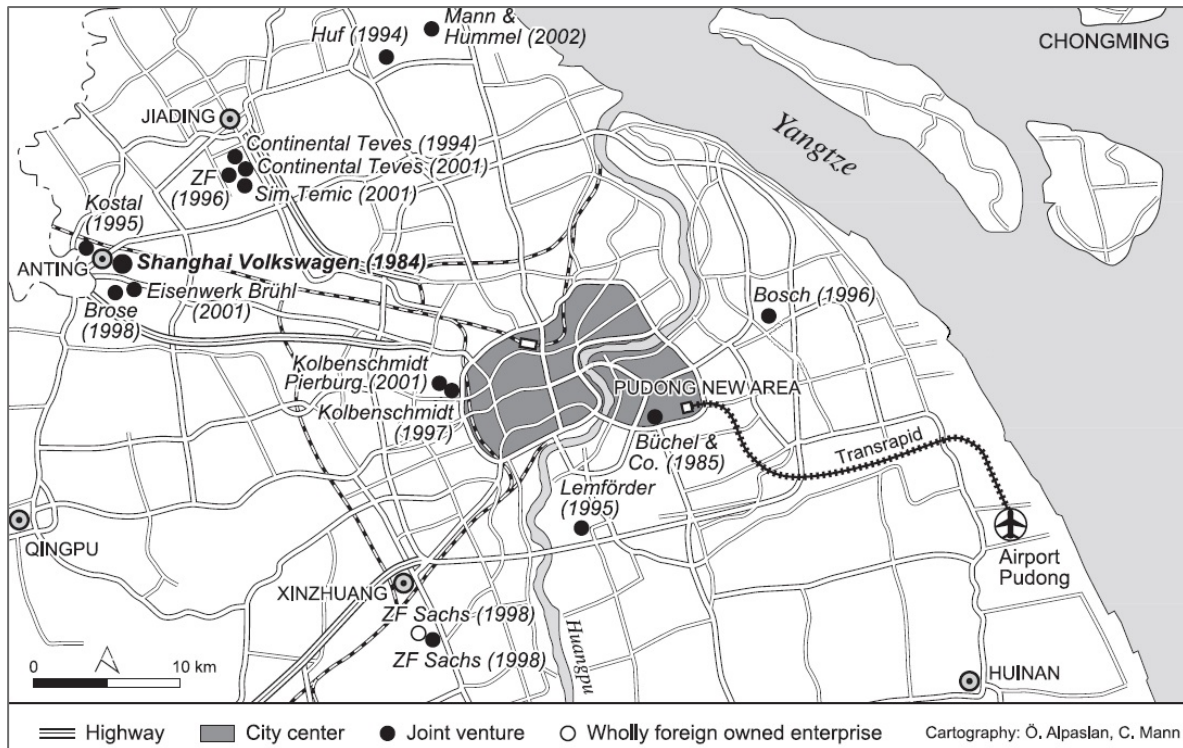 Mann &
Hummel (2002)
Huf (1994)
CHONGMING
JIADING
Yangtze
Continental Teves (1994)
Continental Teves (2001)
ZF
(1996)
Sim Temic (2001)
Kostal
(1995)
ANTING
Shanghai Volkswagen (1984)
Eisenwerk Brühl
(2001)
Brose
(1998)
Bosch (1996)
Kolbenschmidt
Pierburg (2001)
Kolbenschmidt
(1997)
PUDONG NEW AREA
Büchel &
Co. (1985)
Transrapid
Lemförder
(1995)
QINGPU
Airport
Pudong
XINZHUANG
ZF Sachs (1998)
ZF Sachs (1998)
Huangpu
HUINAN
0 10 km
Highway City center Joint venture Wholly foreign owned enterprise Cartography: Ö. Alpaslan, C. Mann